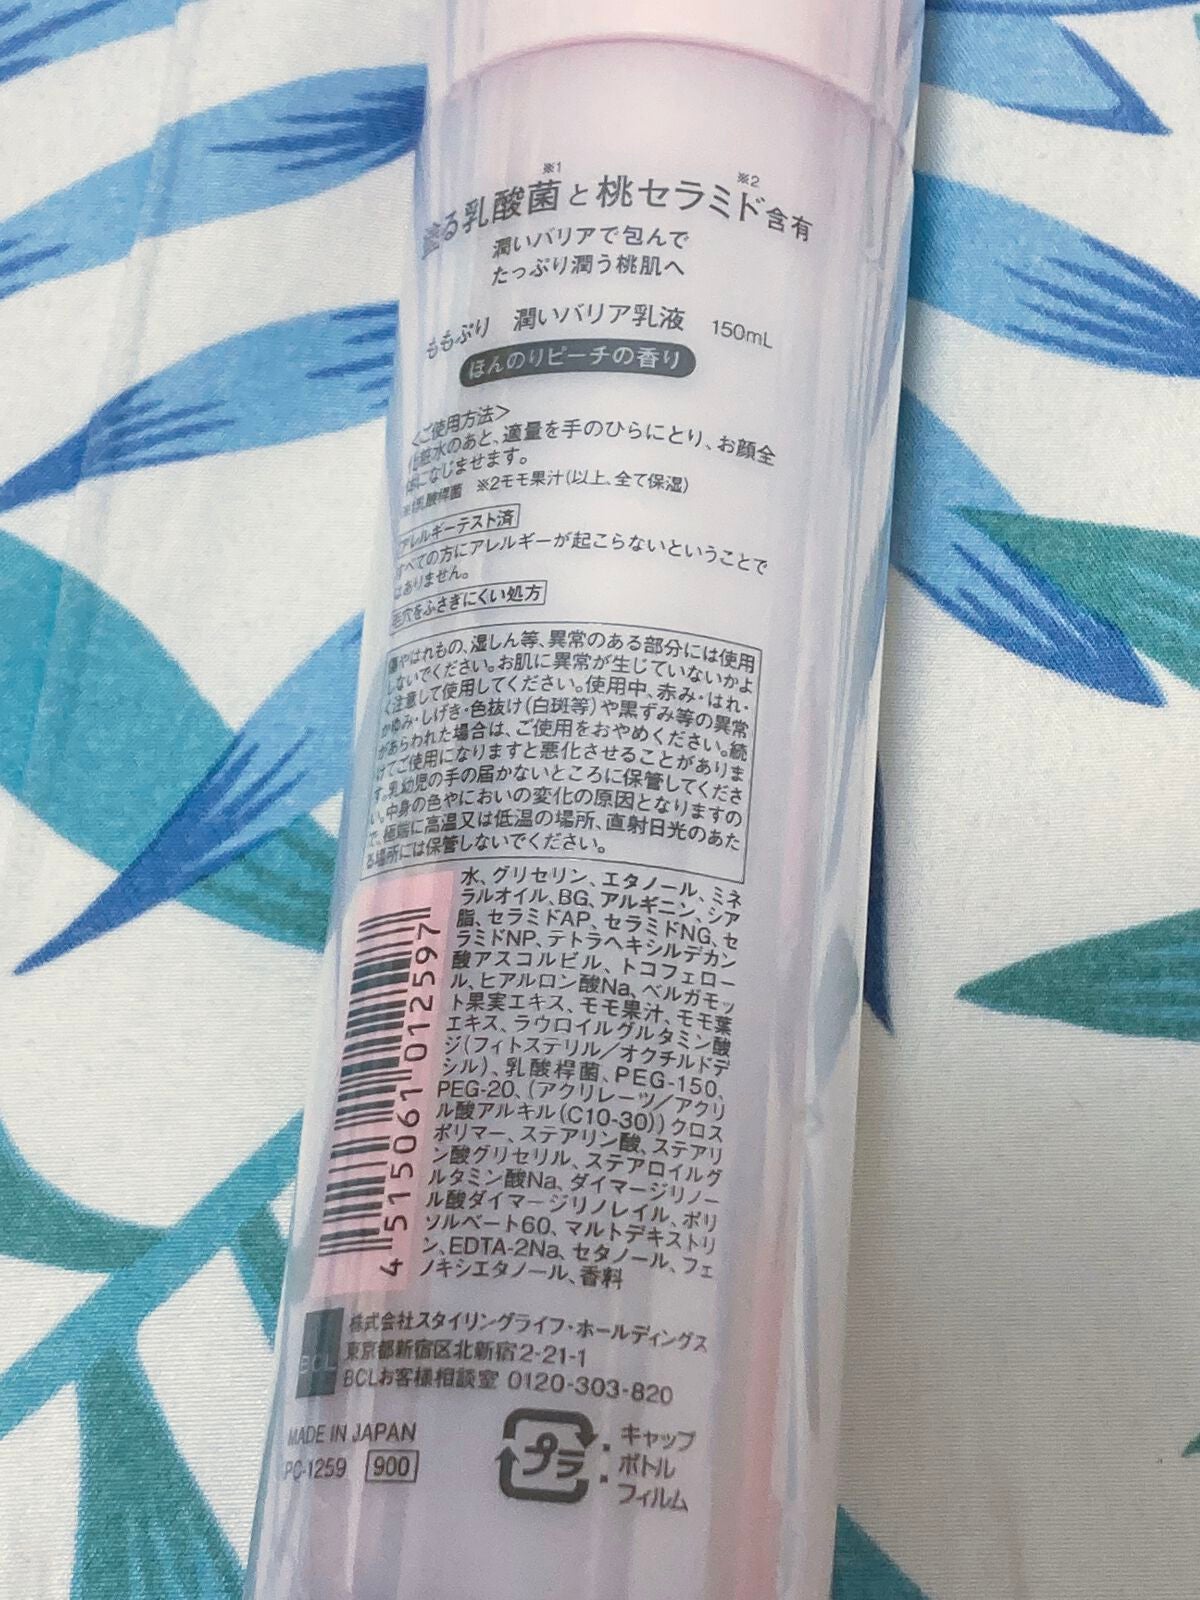 ※1 ※2
塗る乳酸菌と桃セラミド含有
潤いバリアで包んで
たっぷり潤う桃肌へ
ももぷり 潤いバリア乳液 150mL
ほんのりピーチの香り
<ご使用方法>
化粧水のあと、適量を手のひらにとり、お顔全
体になじませます。
※1乳酸桿菌 ※2モモ果汁(以上、全て保湿)
アレルギーテスト済
すべての方にアレルギーが起こらないということで
はありません。
毛穴をふさぎにくい処方
傷やはれもの、湿しん等、異常のある部分には使用
しないでください。お肌に異常が生じていないかよ
く注意して使用してください。使用中、赤み・はれ・
かゆみ・しげき・色抜け(白斑等)や黒ずみ等の異常
があらわれた場合は、ご使用をおやめください。続
けてご使用になりますと悪化させることがありま
す。乳幼児の手の届かないところに保管してくださ
い。中身の色やにおいの変化の原因となりますの
で、極端に高温又は低温の場所、直射日光のあた
る場所には保管しないでください。
水、グリセリン、エタノール、ミネ
ラルオイル、BG、アルギニン、シア
脂、セラミドAP、セラミドNG、セ
ラミドNP、テトラヘキシルデカン
酸アスコルビル、トコフェロー
ル、ヒアルロン酸Na、ベルガモッ
ト果実エキス、モモ果汁、モモ葉
エキス、ラウロイルグルタミン酸
ジ(フィトステリル/オクチルドデ
シル)、乳酸桿菌、PEG-150、
PEG-20、(アクリレーツ/アクリ
ル酸アルキル(C10-30))クロス
ポリマー、ステアリン酸、ステアリ
ン酸グリセリル、ステアロイルグ
ルタミン酸Na、ダイマージリノー
ル酸ダイマージリノレイル、ポリ
ソルベート60、マルトデキストリ
ン、EDTA-2Na、セタノール、フェ
ノキシエタノール、香料
4 515061 012597
BCL
株式会社スタイリングライフ・ホールディングス
東京都新宿区北新宿2-21-1
BCLお客様相談室 0120-303-820
MADE IN JAPAN
PC-1259 900
プラ
キャップ
ボトル
フィルム